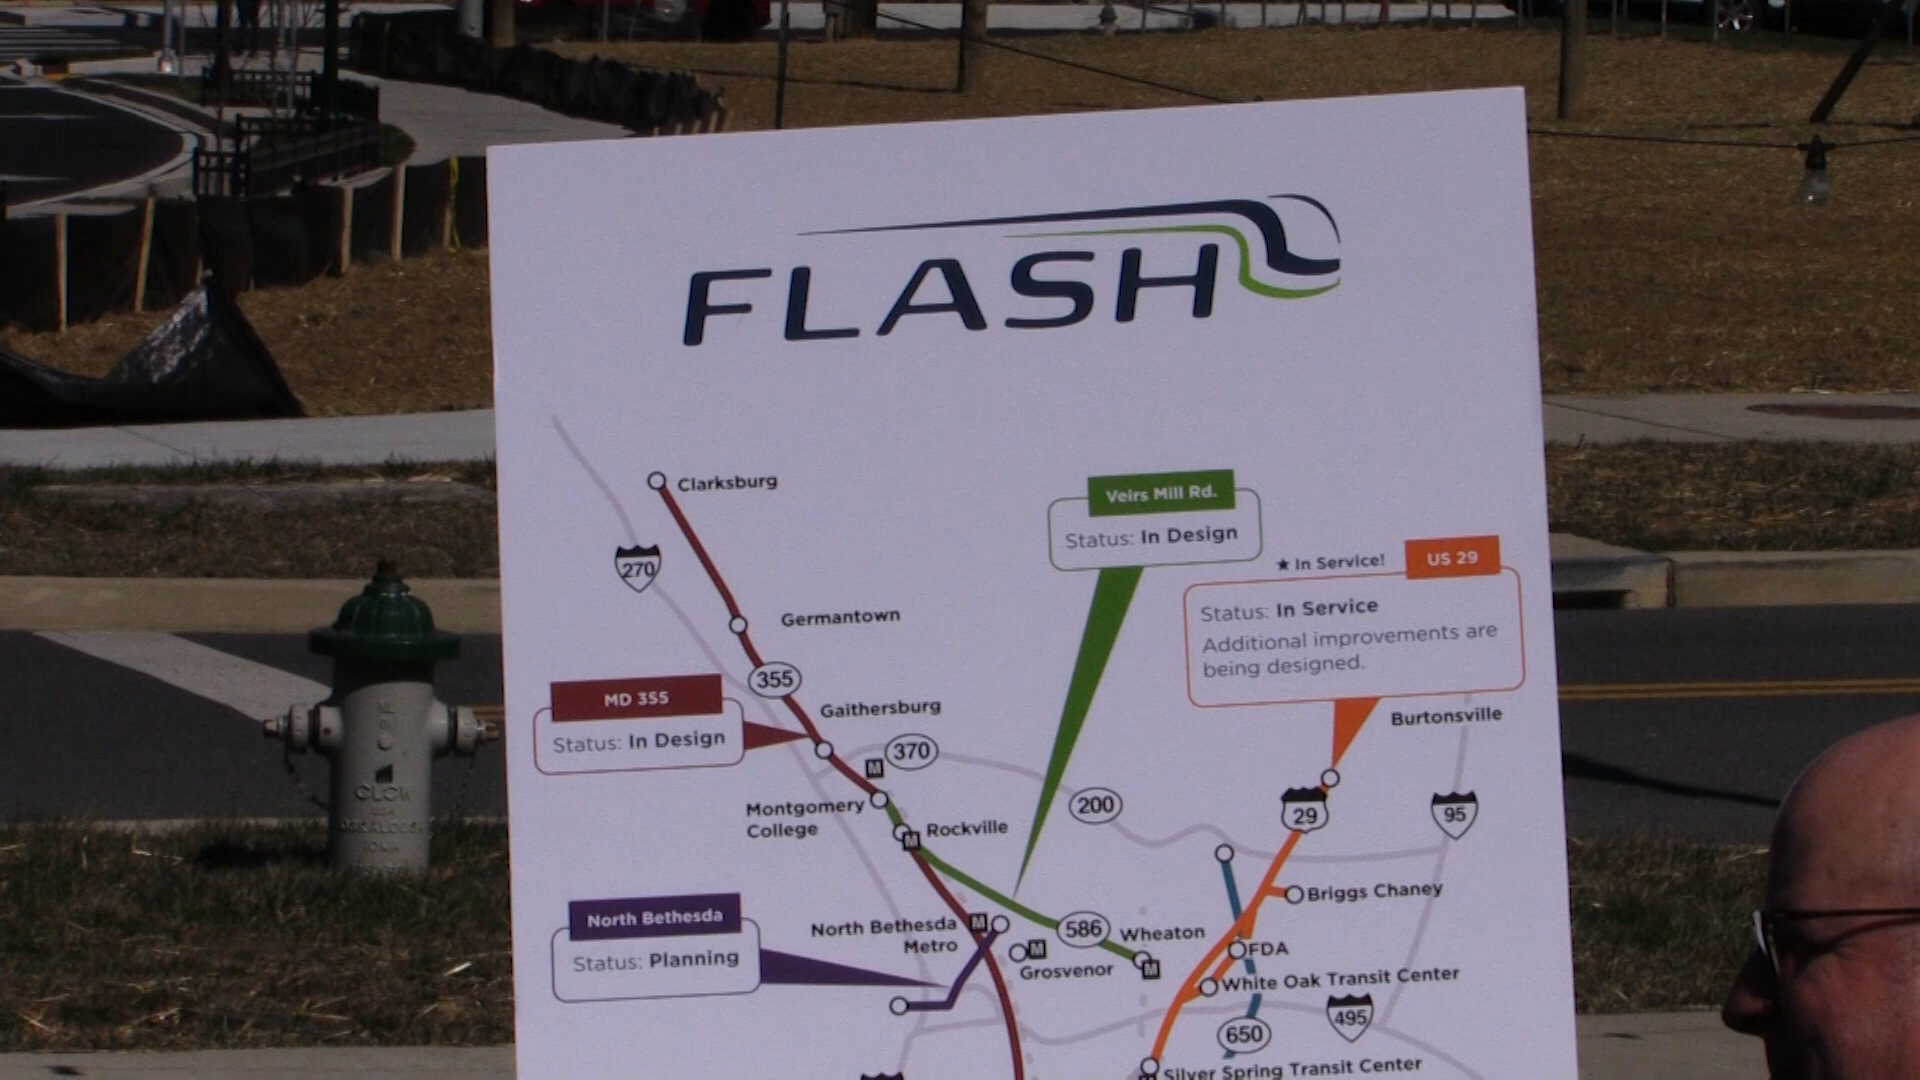 FLASH
Clarksburg
270
Germantown
355
MD 355
Status: In Design
Gaithersburg
370
Veirs Mill Rd.
Status: In Design
★ In Service!
US 29
Status: In Service
Additional improvements are
being designed.
Burtonsville
200
29
95
Montgomery
College
Rockville
North Bethesda
Status: Planning
North Bethesda
Metro
M
M
M
M
M
Grosvenor
586
Wheaton
Briggs Chaney
FDA
White Oak Transit Center
495
650
Silver Spring Transit Center
CLOW
OSKALOOSA
IOWA